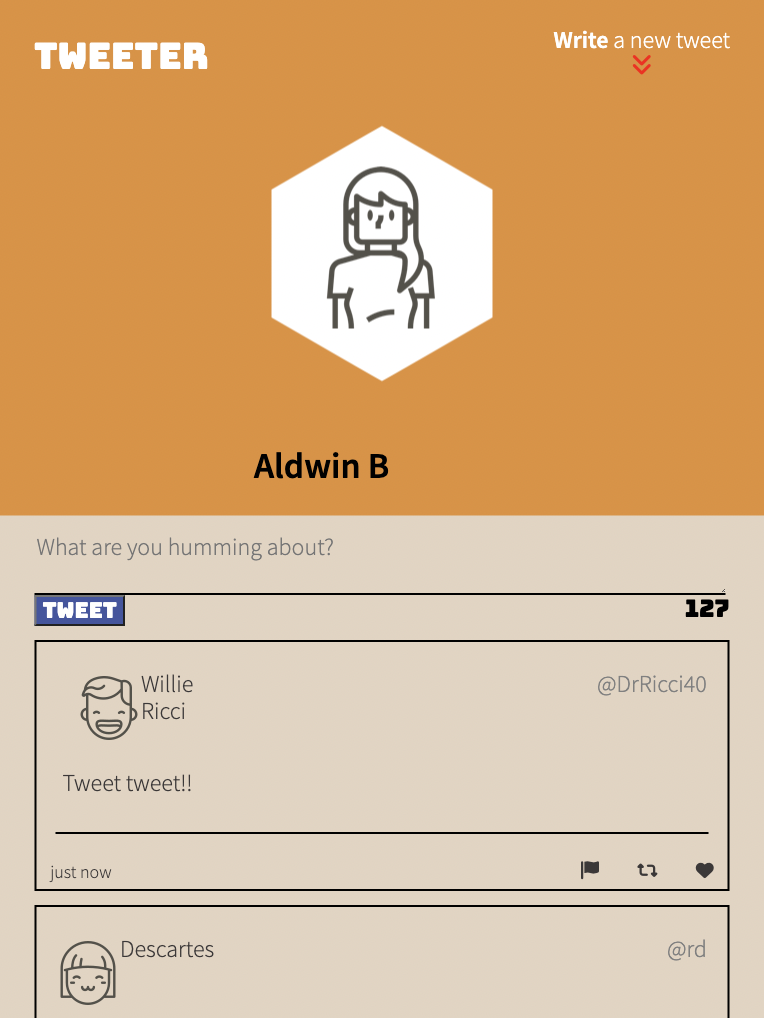 TWEETER
Write a new tweet
Aldwin B
What are you humming about?
TWEET
127
Willie
Ricci
@DrRicci40
Tweet tweet!!
just now
Descartes
@rd